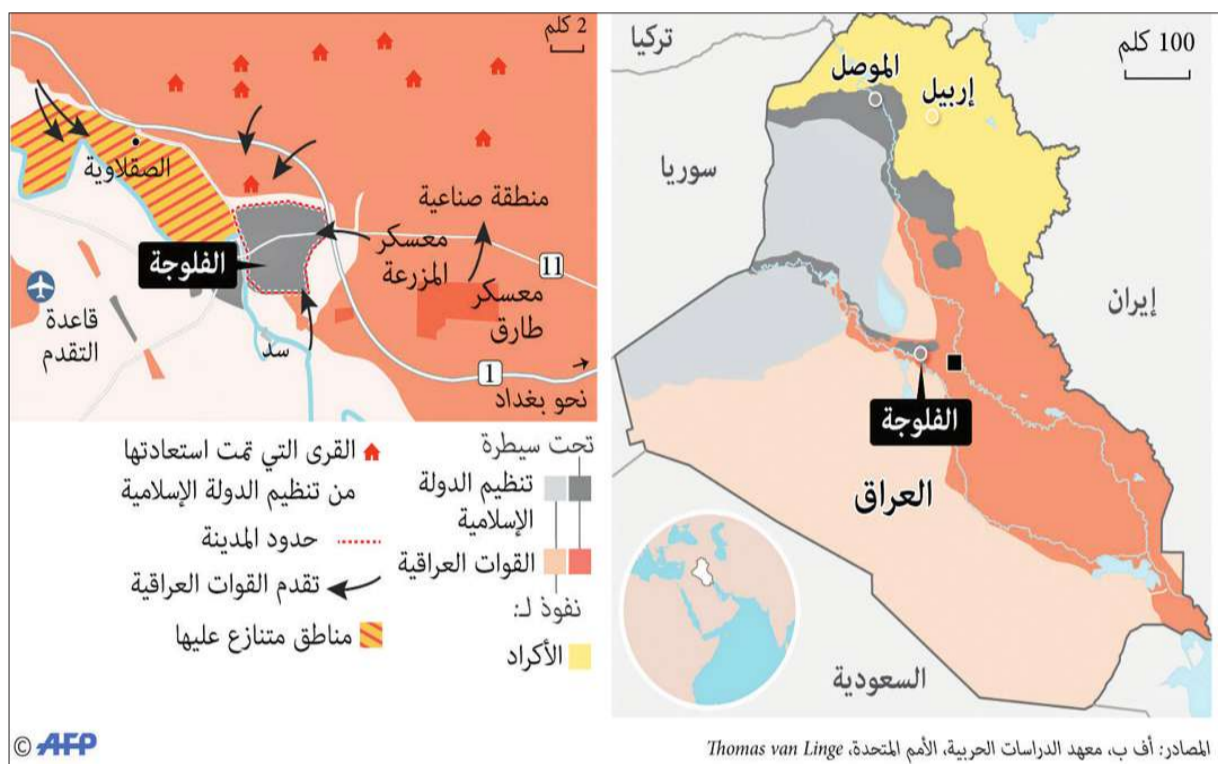 100 كلم
تركيا
الموصل
إربيل
سوريا
إيران
الفلوجة
العراق
السعودية
2 كلم
الصقلاوية
منطقة صناعية
معسكر
المزرعة
الفلوجة
11
معسكر
طارق
قاعدة
التقدم
سد
1
نحو بغداد
تحت سيطرة
تنظيم الدولة
الإسلامية
القوات العراقية
نفوذ لـ:
الأكراد
القرى التي تمت استعادتها
من تنظيم الدولة الإسلامية
حدود المدينة
تقدم القوات العراقية
مناطق متنازع عليها
المصادر: أف ب، معهد الدراسات الحربية، الأمم المتحدة، Thomas van Linge
© AFP